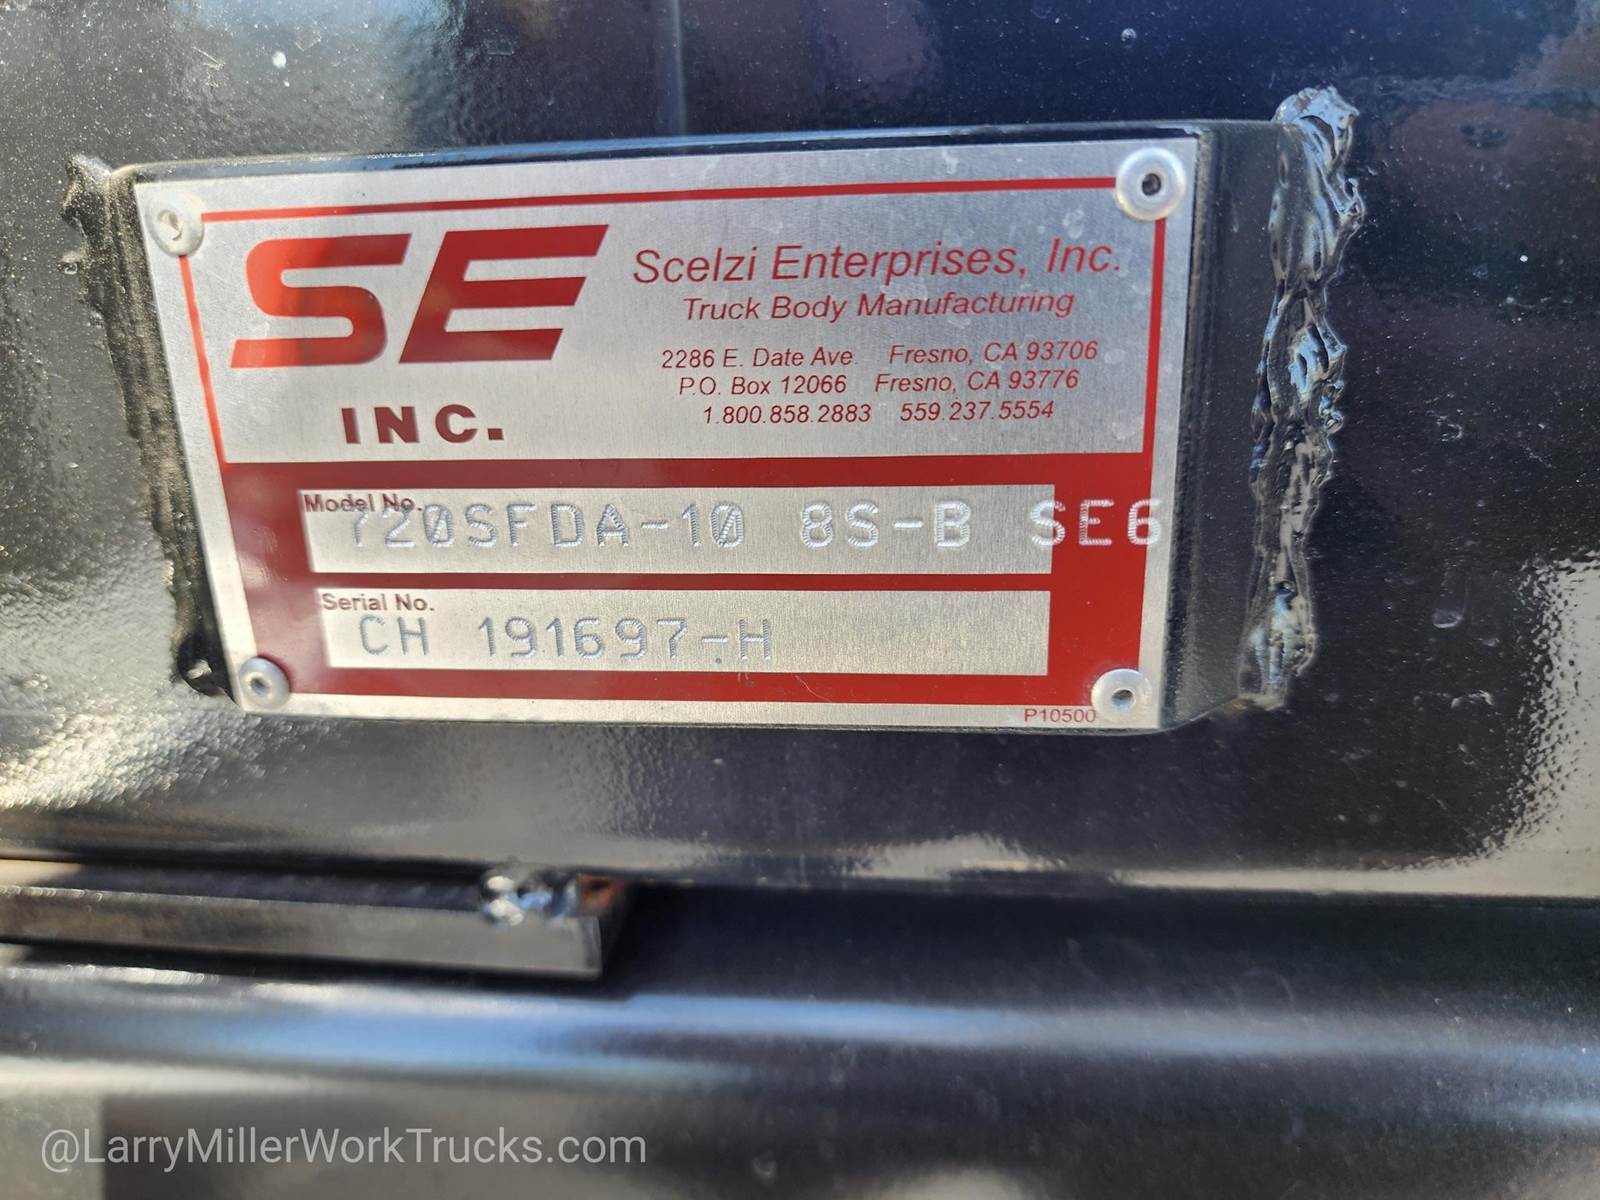 SE
INC.
Scelzi Enterprises, Inc.
Truck Body Manufacturing
2286 E. Date Ave. Fresno, CA 93706
P.O. Box 12066 Fresno, CA 93776
1.800.858.2883 559.237.5554
Model No.
720SFDA-10 8S-B SE6
Serial No.
CH 191697-H
P10500
@LarryMillerWorkTrucks.com